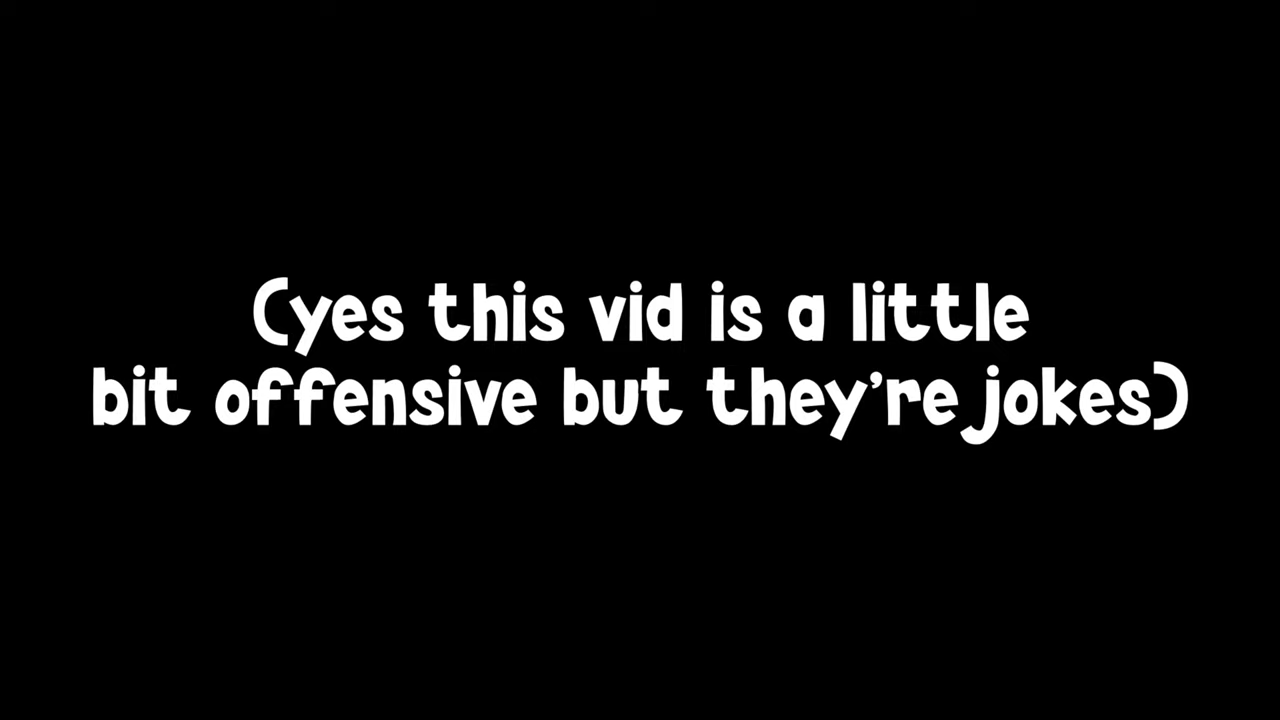 (yes this vid is a little
bit offensive but they're jokes)